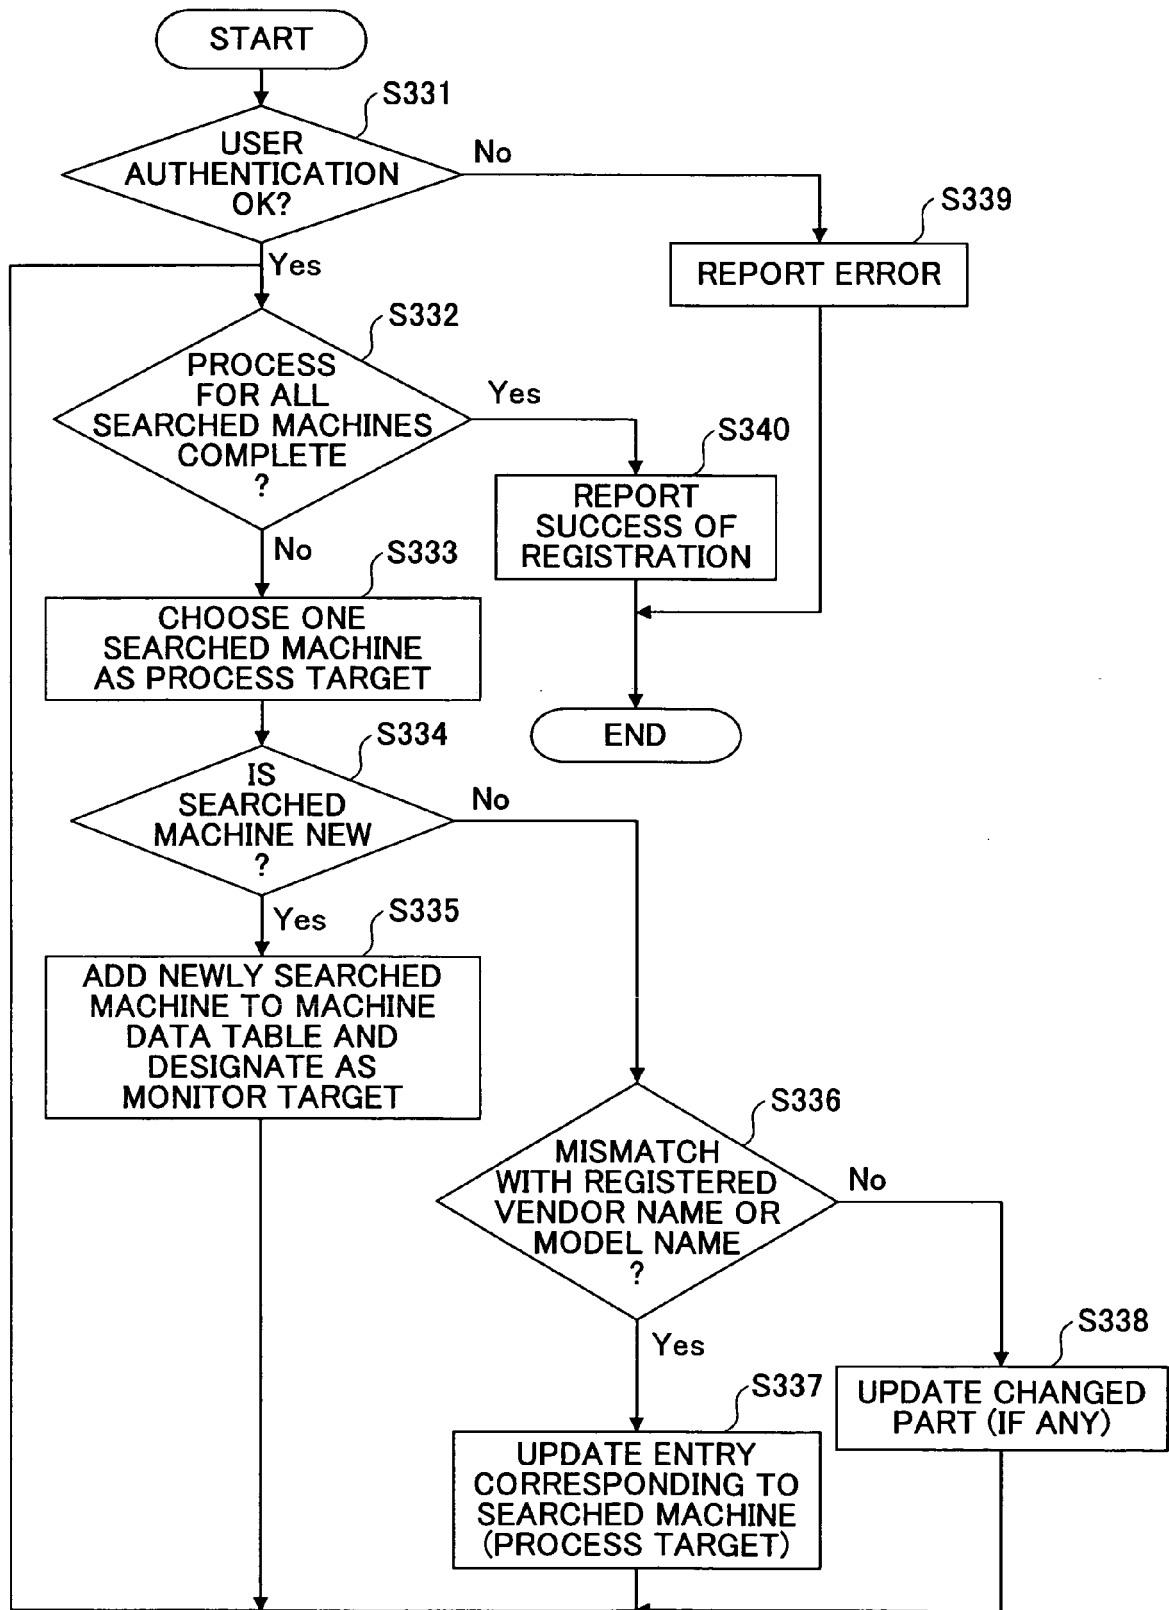 START
S331
USER
AUTHENTICATION
OK?
No
Yes
S339
REPORT ERROR
S332
PROCESS
FOR ALL
SEARCHED MACHINES
COMPLETE
?
Yes
No
S340
REPORT
SUCCESS OF
REGISTRATION
S333
CHOOSE ONE
SEARCHED MACHINE
AS PROCESS TARGET
END
S334
IS
SEARCHED
MACHINE NEW
?
No
Yes
S335
ADD NEWLY SEARCHED
MACHINE TO MACHINE
DATA TABLE AND
DESIGNATE AS
MONITOR TARGET
S336
MISMATCH
WITH REGISTERED
VENDOR NAME OR
MODEL NAME
?
No
Yes
S338
UPDATE CHANGED
PART (IF ANY)
S337
UPDATE ENTRY
CORRESPONDING TO
SEARCHED MACHINE
(PROCESS TARGET)